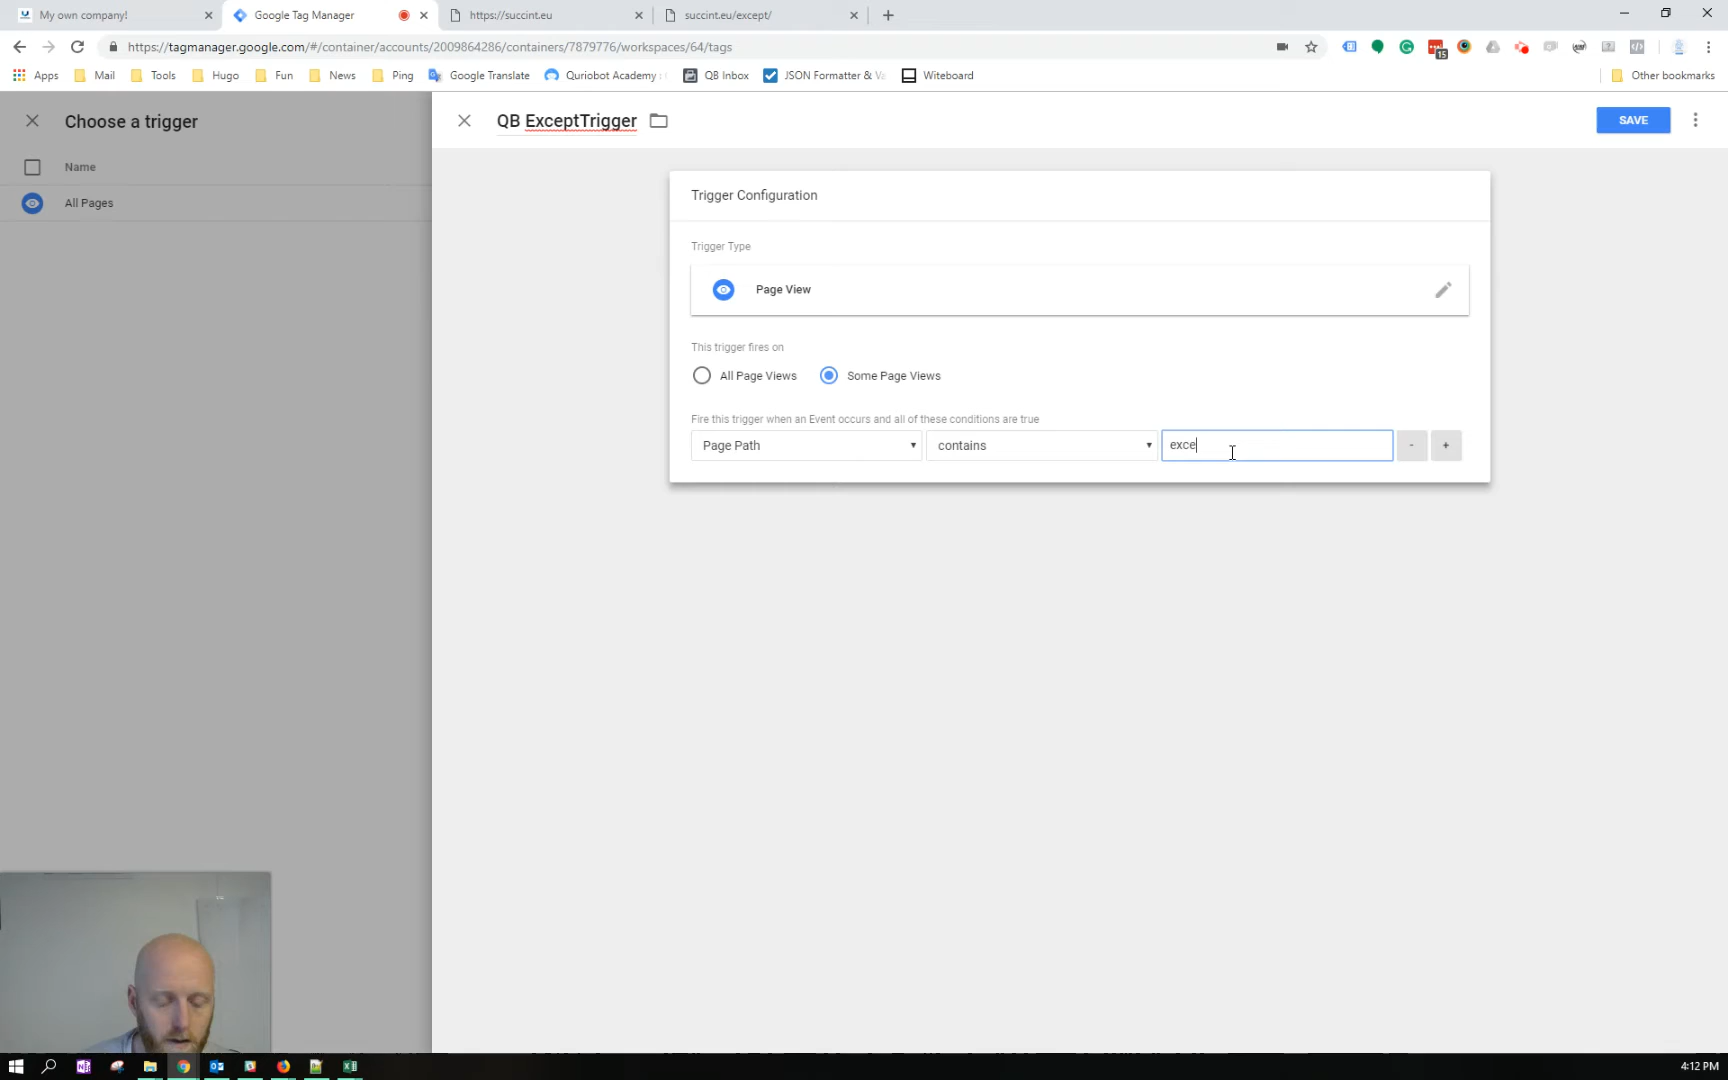 My own company!
Google Tag Manager
https://succint.eu
succint.eu/except/
https://tagmanager.google.com/#/container/accounts/2009864286/containers/7879776/workspaces/64/tags
15
Apps
Mail
Tools
Hugo
Fun
News
Ping
Google Translate
Quriobot Academy
QB Inbox
JSON Formatter & Va
Witeboard
Other bookmarks
Choose a trigger
Name
All Pages
QB ExceptTrigger
SAVE
Trigger Configuration
Trigger Type
Page View
This trigger fires on
All Page Views
Some Page Views
Fire this trigger when an Event occurs and all of these conditions are true
Page Path
contains
exce
-
+
4:12 PM